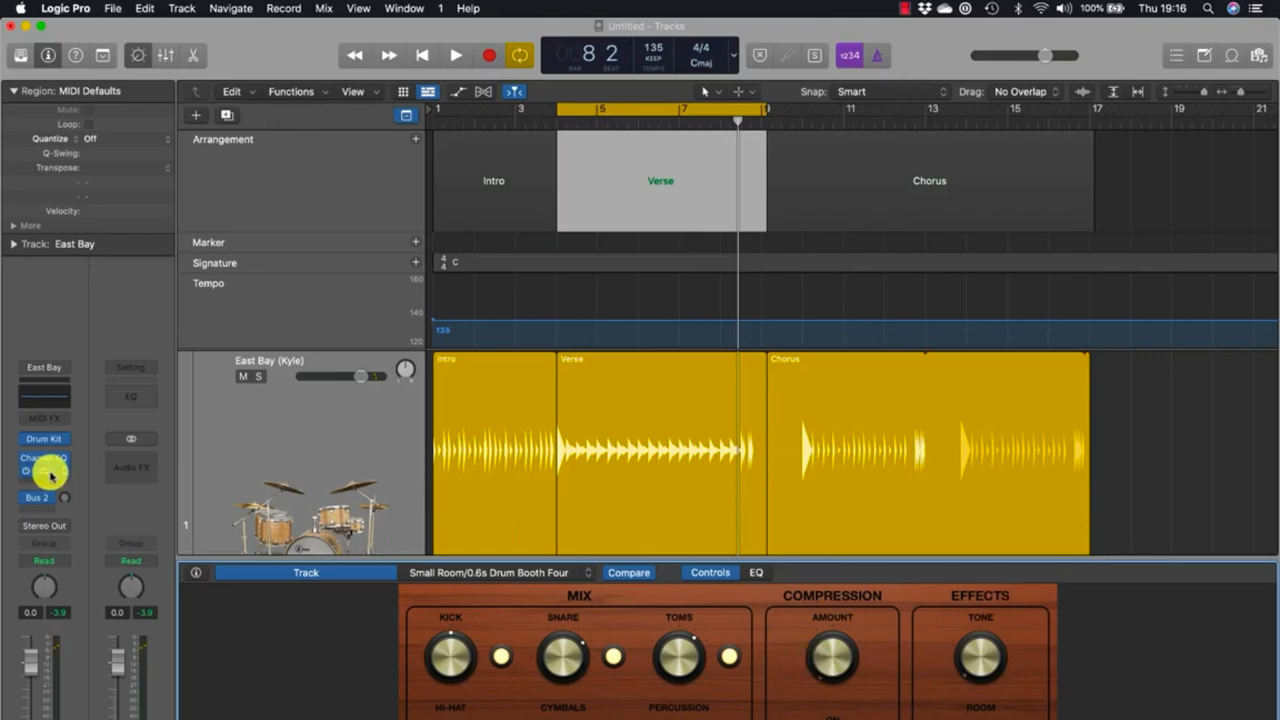 Logic Pro File Edit Track Navigate Record Mix View Window 1 Help 100% Thu 19:16
Untitled - Tracks
8 2 135 4/4
BAR BEAT KEEP TEMPO Cmaj
1234
Region: MIDI Defaults
Edit Functions View Snap: Smart Drag: No Overlap
Mute:
Loop:
Quantize Off
Q-Swing:
Transpose:
Velocity:
More
Track: East Bay
1 3 5 7 9 11 13 15 17 19 21
Arrangement
Intro Verse Chorus
Marker
Signature 4 4 C
Tempo 160
140
135
120
East Bay (Kyle)
M S
1
Intro Verse Chorus
East Bay Setting
EQ
MIDI FX
Drum Kit
Audio FX
Bus 2
Stereo Out
Group Group
Read Read
0.0 -3.9 0.0 -3.9
Track Small Room/0.6s Drum Booth Four Compare Controls EQ
MIX COMPRESSION EFFECTS
KICK SNARE TOMS AMOUNT TONE
HI-HAT CYMBALS PERCUSSION ROOM